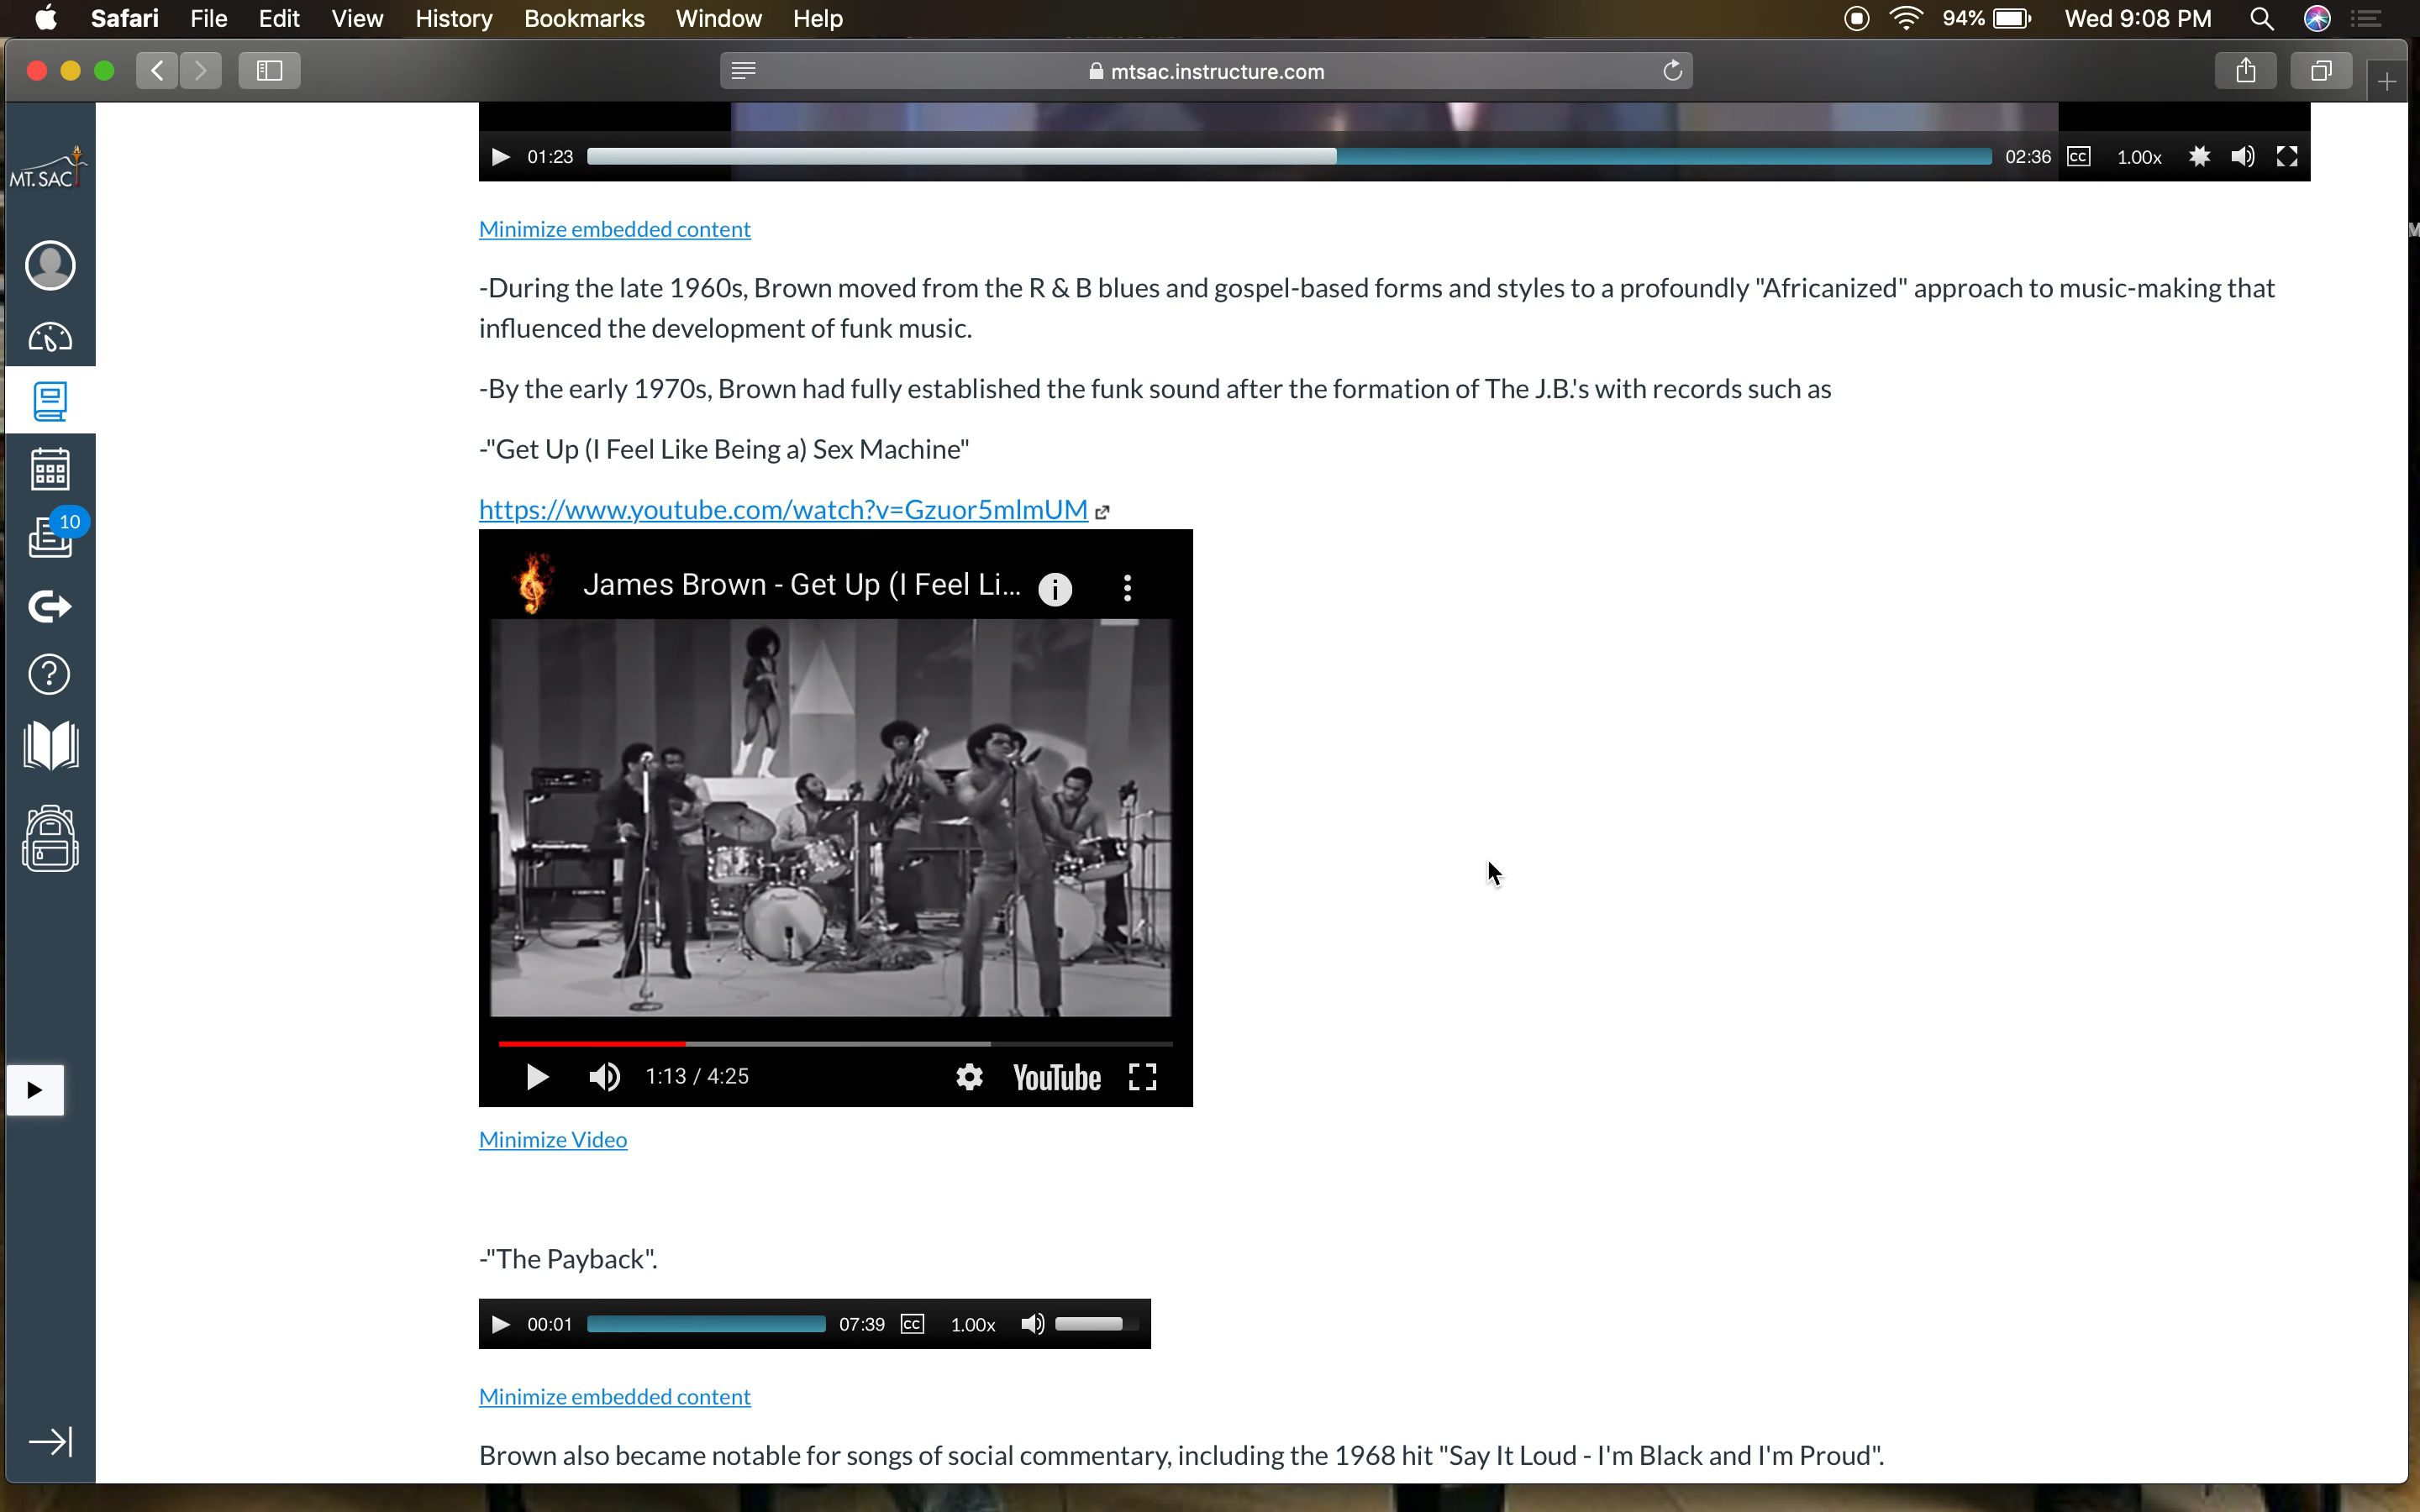 Safari File Edit View History Bookmarks Window Help 94% Wed 9:08 PM
mtsac.instructure.com
MT. SAC
01:23 02:36 CC 1.00x
Minimize embedded content
-During the late 1960s, Brown moved from the R & B blues and gospel-based forms and styles to a profoundly "Africanized" approach to music-making that
influenced the development of funk music.
-By the early 1970s, Brown had fully established the funk sound after the formation of The J.B.'s with records such as
-"Get Up (I Feel Like Being a) Sex Machine"
10
https://www.youtube.com/watch?v=Gzuor5mlmUM
James Brown - Get Up (I Feel Li...
1:13 / 4:25 YouTube
Minimize Video
-"The Payback".
00:01 07:39 CC 1.00x
Minimize embedded content
Brown also became notable for songs of social commentary, including the 1968 hit "Say It Loud - I'm Black and I'm Proud".